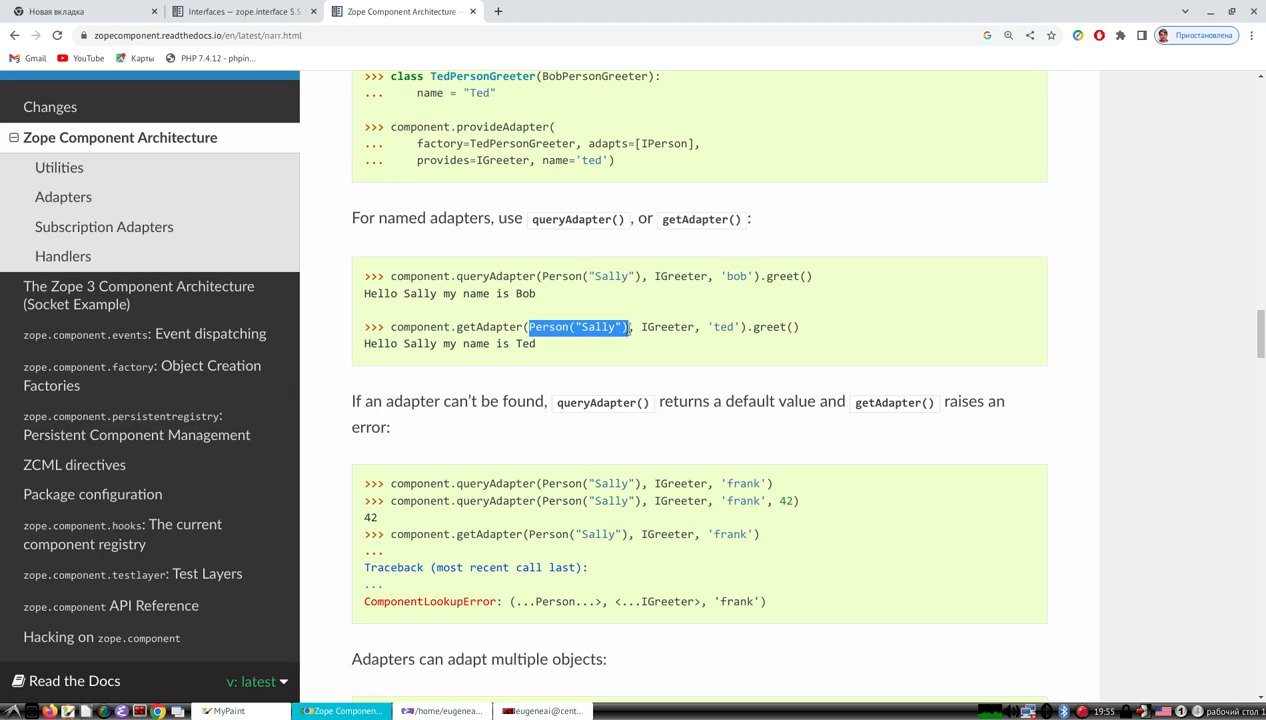 Новая вкладка
Interfaces — zope.interface 5.5.
Zope Component Architecture —
zopecomponent.readthedocs.io/en/latest/narr.html
Приостановлена
Gmail
YouTube
Карты
PHP 7.4.12 - phpin...
Changes
Zope Component Architecture
Utilities
Adapters
Subscription Adapters
Handlers
The Zope 3 Component Architecture
(Socket Example)
zope.component.events: Event dispatching
zope.component.factory: Object Creation
Factories
zope.component.persistentregistry:
Persistent Component Management
ZCML directives
Package configuration
zope.component.hooks: The current
component registry
zope.component.testlayer: Test Layers
zope.component API Reference
Hacking on zope.component
Read the Docs
v: latest
>>> class TedPersonGreeter(BobPersonGreeter):
...     name = "Ted"
>>> component.provideAdapter(
...     factory=TedPersonGreeter, adapts=[IPerson],
...     provides=IGreeter, name='ted')
For named adapters, use queryAdapter(), or getAdapter():
>>> component.queryAdapter(Person("Sally"), IGreeter, 'bob').greet()
Hello Sally my name is Bob
>>> component.getAdapter(Person("Sally"), IGreeter, 'ted').greet()
Hello Sally my name is Ted
If an adapter can't be found, queryAdapter() returns a default value and getAdapter() raises an
error:
>>> component.queryAdapter(Person("Sally"), IGreeter, 'frank')
>>> component.queryAdapter(Person("Sally"), IGreeter, 'frank', 42)
42
>>> component.getAdapter(Person("Sally"), IGreeter, 'frank')
...
Traceback (most recent call last):
...
ComponentLookupError: (...Person...>, <...IGreeter>, 'frank')
Adapters can adapt multiple objects:
MyPaint
Zope Componen...
/home/eugenea...
eugeneai@cent...
1
19:55
рабочий стол 1